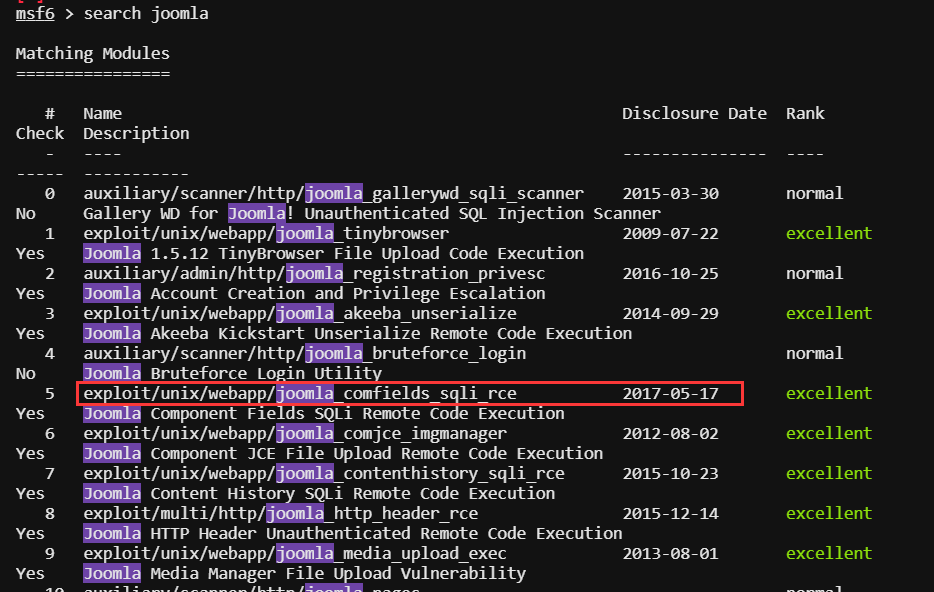 msf6 > search joomla
Matching Modules
================
# Name Disclosure Date Rank
Check Description
- ---- --------------- ----
----- -----------
0 auxiliary/scanner/http/joomla_gallerywd_sqli_scanner 2015-03-30 normal
No Gallery WD for Joomla! Unauthenticated SQL Injection Scanner
1 exploit/unix/webapp/joomla_tinybrowser 2009-07-22 excellent
Yes Joomla 1.5.12 TinyBrowser File Upload Code Execution
2 auxiliary/admin/http/joomla_registration_privesc 2016-10-25 normal
Yes Joomla Account Creation and Privilege Escalation
3 exploit/unix/webapp/joomla_akeeba_unserialize 2014-09-29 excellent
Yes Joomla Akeeba Kickstart Unserialize Remote Code Execution
4 auxiliary/scanner/http/joomla_bruteforce_login normal
No Joomla Bruteforce Login Utility
5 exploit/unix/webapp/joomla_comfields_sqli_rce 2017-05-17 excellent
Yes Joomla Component Fields SQLi Remote Code Execution
6 exploit/unix/webapp/joomla_comjce_imgmanager 2012-08-02 excellent
Yes Joomla Component JCE File Upload Remote Code Execution
7 exploit/unix/webapp/joomla_contenthistory_sqli_rce 2015-10-23 excellent
Yes Joomla Content History SQLi Remote Code Execution
8 exploit/multi/http/joomla_http_header_rce 2015-12-14 excellent
Yes Joomla HTTP Header Unauthenticated Remote Code Execution
9 exploit/unix/webapp/joomla_media_upload_exec 2013-08-01 excellent
Yes Joomla Media Manager File Upload Vulnerability
10 auxiliary/scanner/http/joomla_pages normal